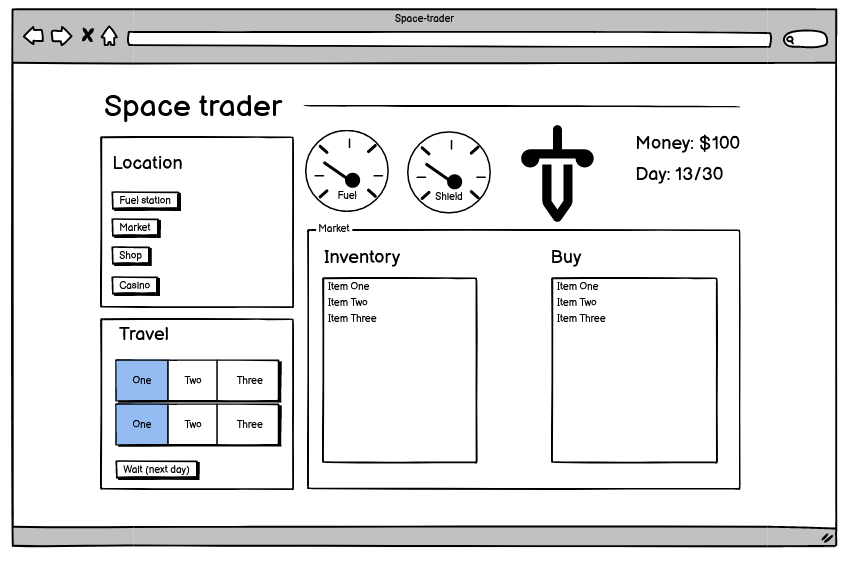 Space-trader
Space trader
Location
Fuel station
Market
Shop
Casino
Travel
One Two Three
One Two Three
Wait (next day)
Fuel
Shield
Money: $100
Day: 13/30
Market
Inventory
Item One
Item Two
Item Three
Buy
Item One
Item Two
Item Three